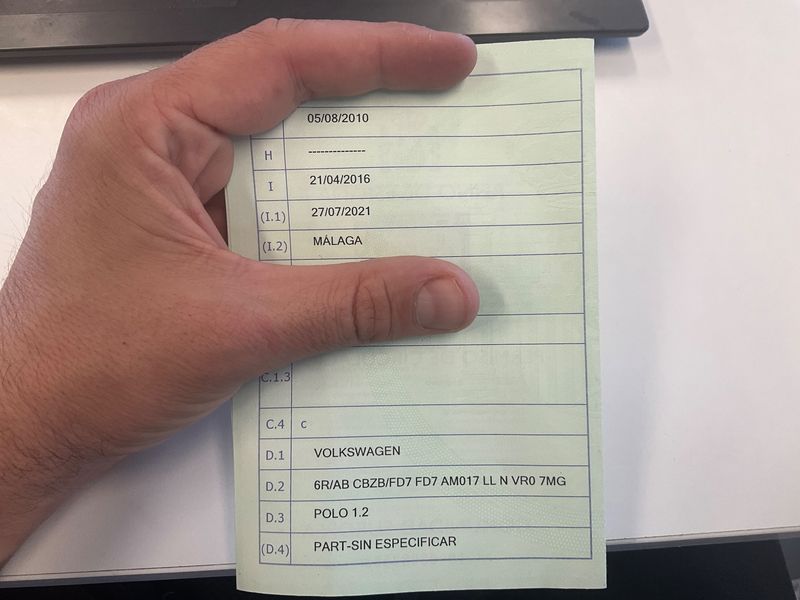 05/08/2010
H --------------
I 21/04/2016
(I.1) 27/07/2021
(I.2) MÁLAGA
C.1.3
C.4 c
D.1 VOLKSWAGEN
D.2 6R/AB CBZB/FD7 FD7 AM017 LL N VR0 7MG
D.3 POLO 1.2
(D.4) PART-SIN ESPECIFICAR